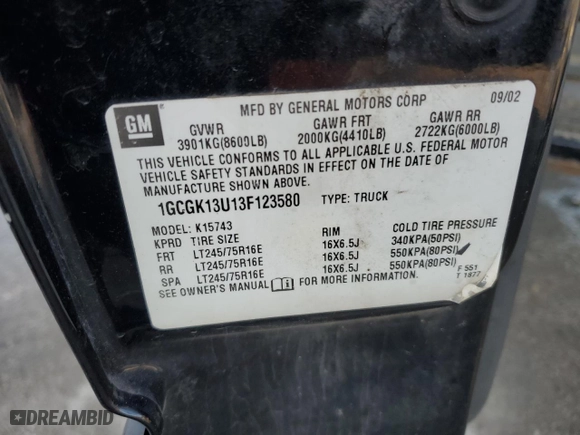 GM
MFD BY GENERAL MOTORS CORP 09/02
GVWR GAWR FRT GAWR RR
3901KG(8600LB) 2000KG(4410LB) 2722KG(6000LB)
THIS VEHICLE CONFORMS TO ALL APPLICABLE U.S. FEDERAL MOTOR
VEHICLE SAFETY STANDARDS IN EFFECT ON THE DATE OF
MANUFACTURE SHOWN ABOVE.
1GCGK13U13F123580 TYPE: TRUCK
MODEL: K15743
KPRD TIRE SIZE RIM COLD TIRE PRESSURE
FRT LT245/75R16E 16X6.5J 340KPA(50PSI)
RR LT245/75R16E 16X6.5J 550KPA(80PSI)
SPA LT245/75R16E 16X6.5J 550KPA(80PSI)
SEE OWNER'S MANUAL FOR MORE INFORMATION.
F 551
T 1077
DREAMBID